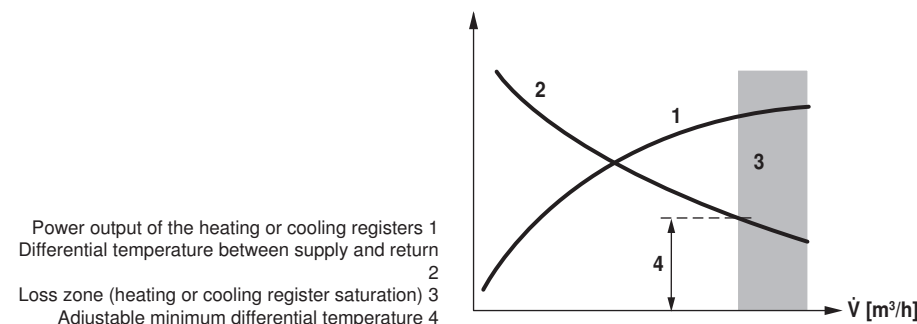 2
1
3
4
V̇ [m³/h]
Power output of the heating or cooling registers 1
Differential temperature between supply and return
2
Loss zone (heating or cooling register saturation) 3
Adjustable minimum differential temperature 4